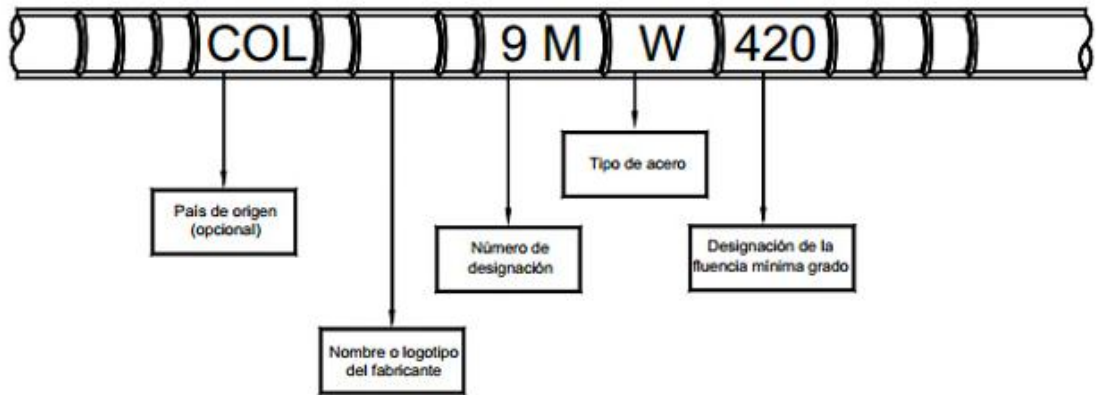 COL 9 M W 420
Tipo de acero
País de origen
(opcional)
Número de
designación
Designación de la
fluencia mínima grado
Nombre o logotipo
del fabricante